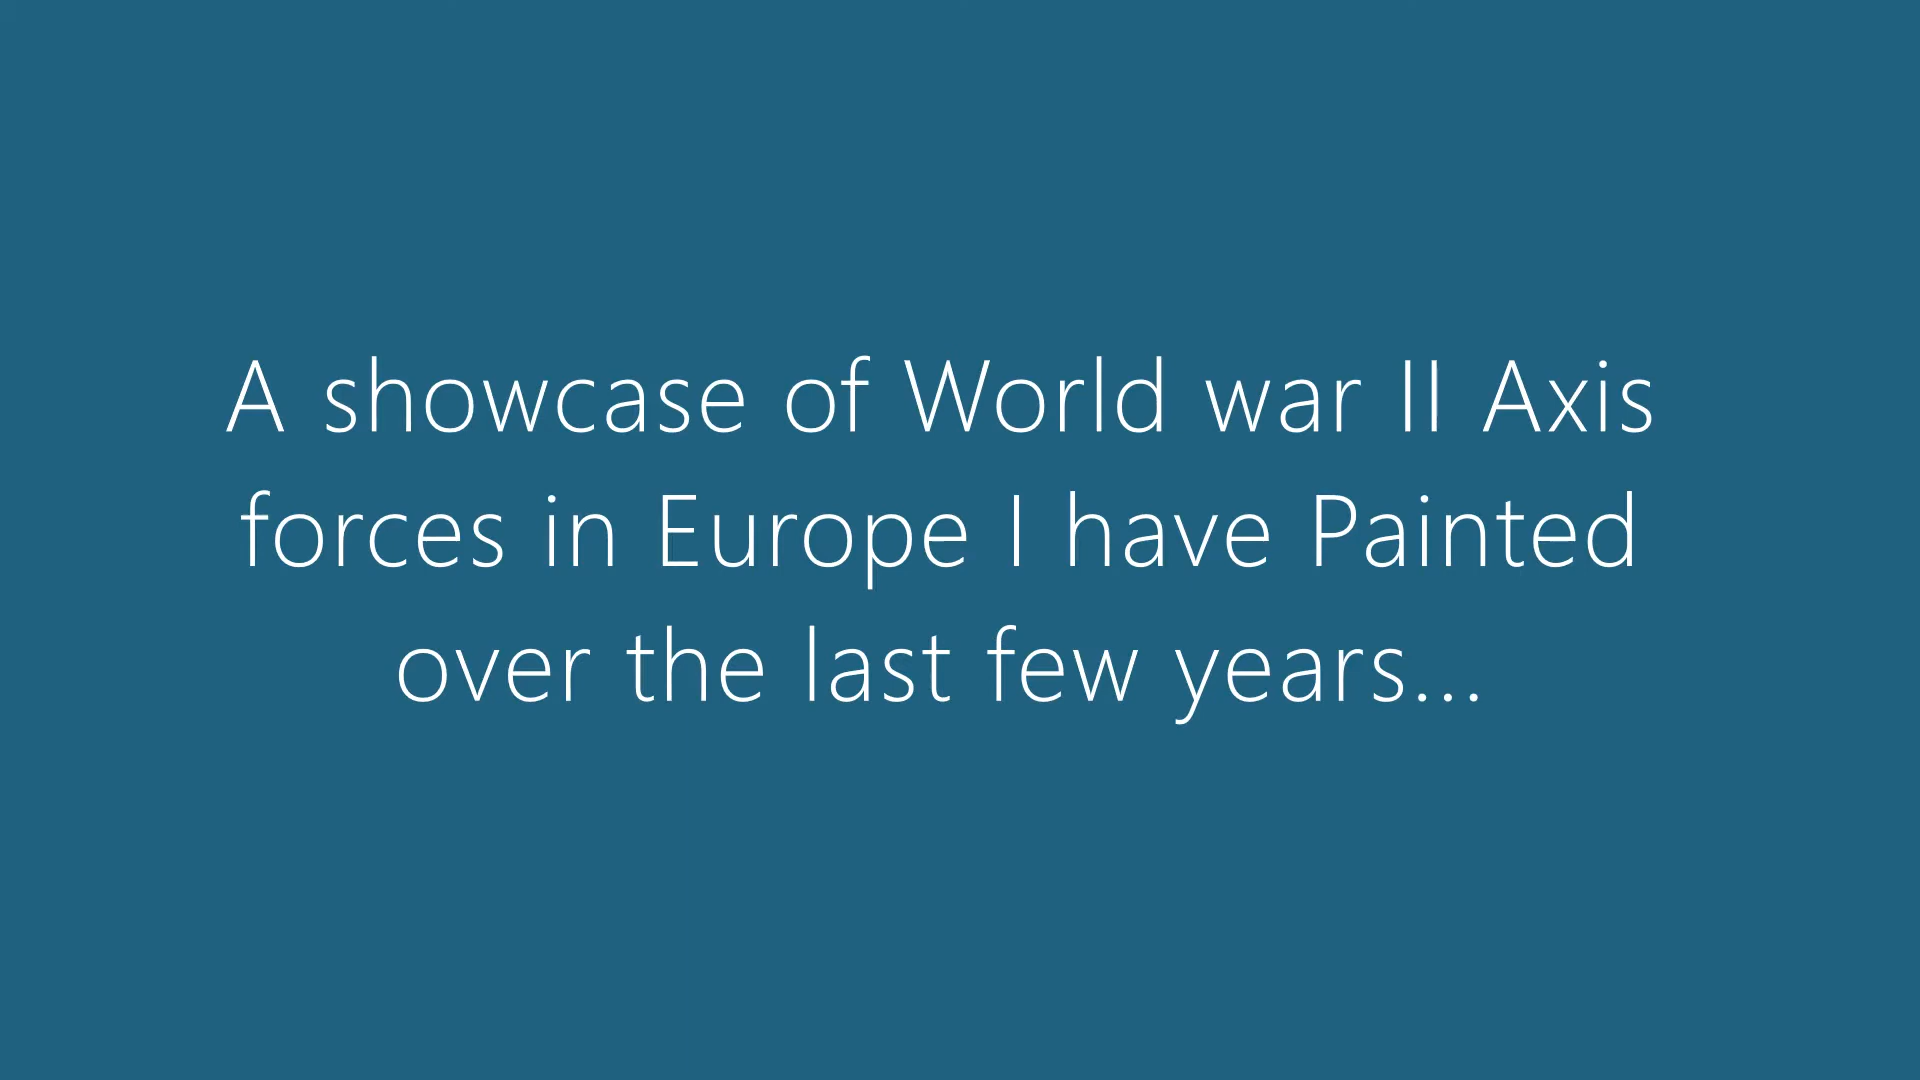 A showcase of World war II Axis
forces in Europe I have Painted
over the last few years...